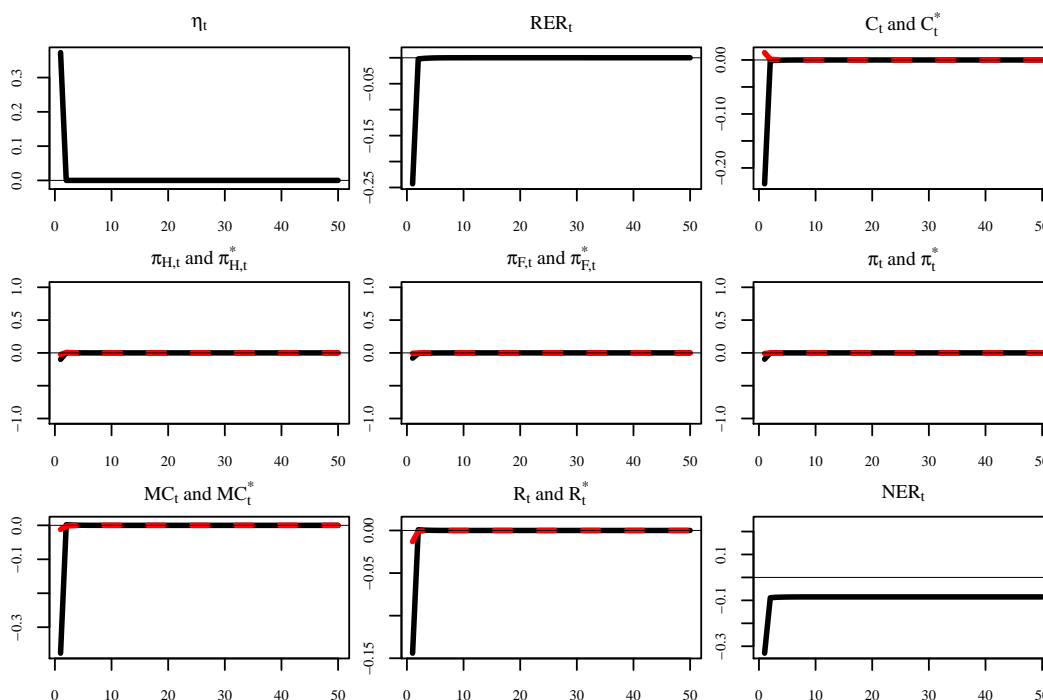 η_t
RER_t
C_t and C_t^*
0.0 0.1 0.2 0.3
0 10 20 30 40 50
−0.25 −0.15 −0.05
0 10 20 30 40 50
−0.20 −0.10 0.00
0 10 20 30 40 50
π_{H,t} and π_{H,t}^*
π_{F,t} and π_{F,t}^*
π_t and π_t^*
−1.0 0.0 0.5 1.0
0 10 20 30 40 50
−1.0 0.0 0.5 1.0
0 10 20 30 40 50
−1.0 0.0 0.5 1.0
0 10 20 30 40 50
MC_t and MC_t^*
R_t and R_t^*
NER_t
−0.3 −0.1 0.0
0 10 20 30 40 50
−0.15 −0.05 0.00
0 10 20 30 40 50
−0.3 −0.1 0.1
0 10 20 30 40 50